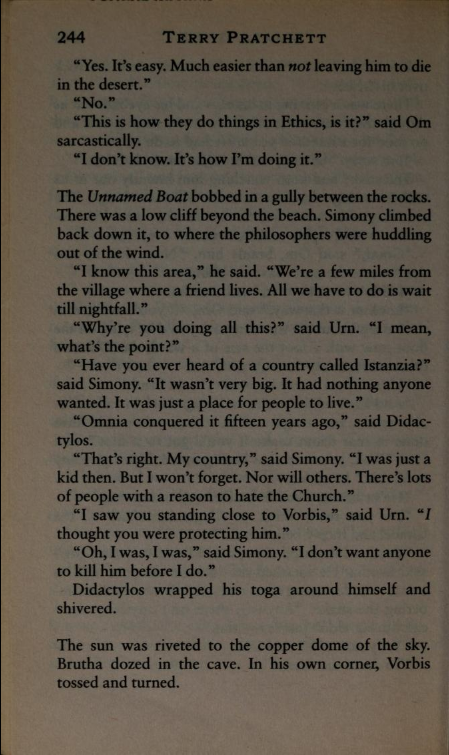 244 TERRY PRATCHETT
"Yes. It's easy. Much easier than not leaving him to die
in the desert."
"No."
"This is how they do things in Ethics, is it?" said Om
sarcastically.
"I don't know. It's how I'm doing it."
The Unnamed Boat bobbed in a gully between the rocks.
There was a low cliff beyond the beach. Simony climbed
back down it, to where the philosophers were huddling
out of the wind.
"I know this area," he said. "We're a few miles from
the village where a friend lives. All we have to do is wait
till nightfall."
"Why're you doing all this?" said Urn. "I mean,
what's the point?"
"Have you ever heard of a country called Istanzia?"
said Simony. "It wasn't very big. It had nothing anyone
wanted. It was just a place for people to live."
"Omnia conquered it fifteen years ago," said Didac-
tylos.
"That's right. My country," said Simony. "I was just a
kid then. But I won't forget. Nor will others. There's lots
of people with a reason to hate the Church."
"I saw you standing close to Vorbis," said Urn. "I
thought you were protecting him."
"Oh, I was, I was," said Simony. "I don't want anyone
to kill him before I do."
Didactylos wrapped his toga around himself and
shivered.
The sun was riveted to the copper dome of the sky.
Brutha dozed in the cave. In his own corner, Vorbis
tossed and turned.